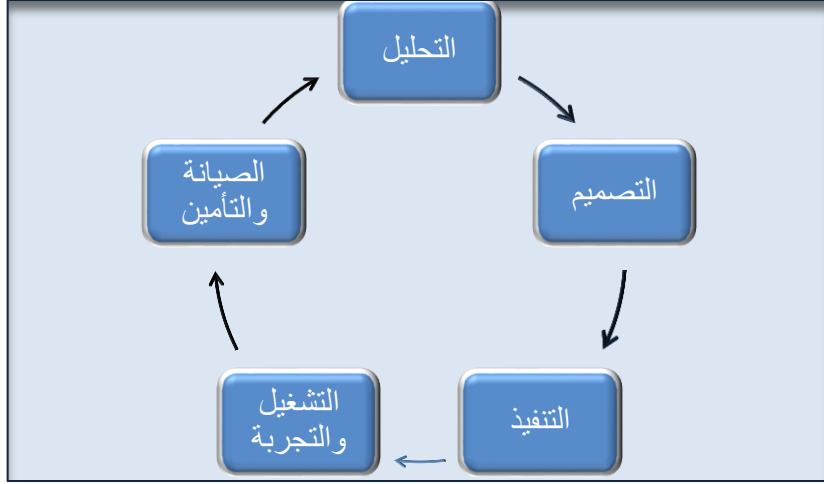 التحليل
التصميم
التنفيذ
التشغيل
والتجربة
الصيانة
والتأمين